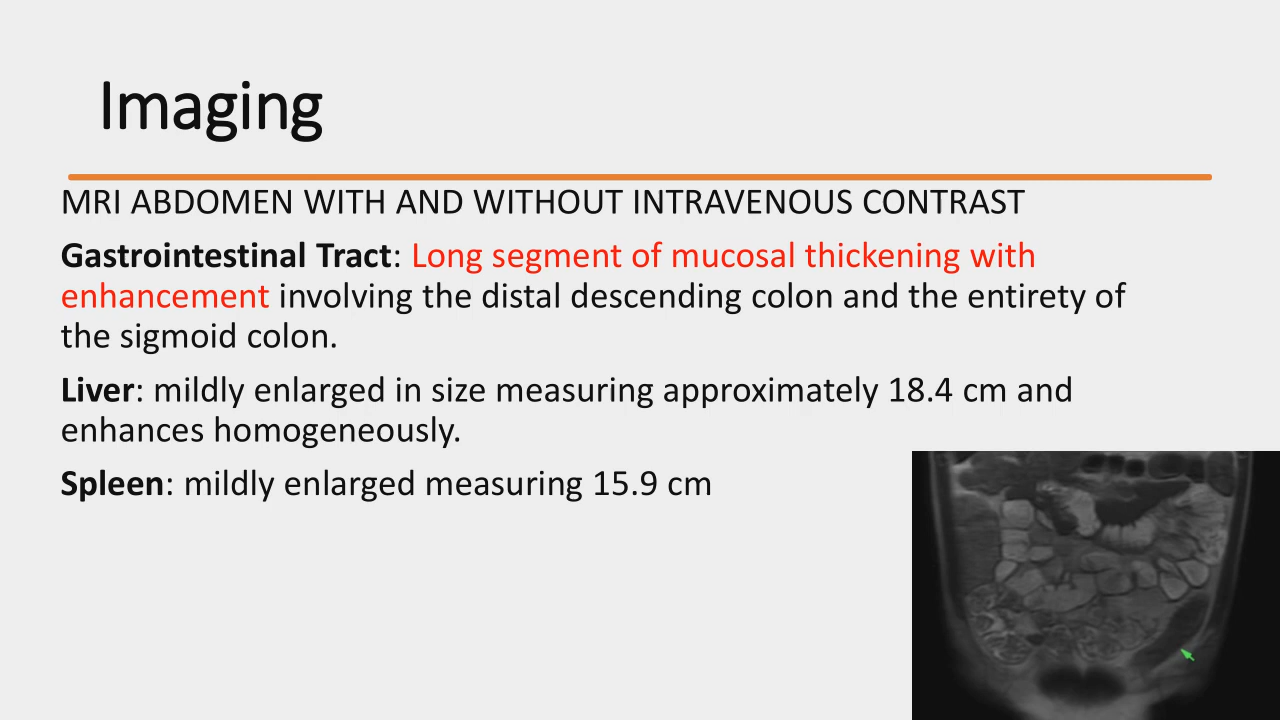 Imaging
MRI ABDOMEN WITH AND WITHOUT INTRAVENOUS CONTRAST
Gastrointestinal Tract: Long segment of mucosal thickening with
enhancement involving the distal descending colon and the entirety of
the sigmoid colon.
Liver: mildly enlarged in size measuring approximately 18.4 cm and
enhances homogeneously.
Spleen: mildly enlarged measuring 15.9 cm